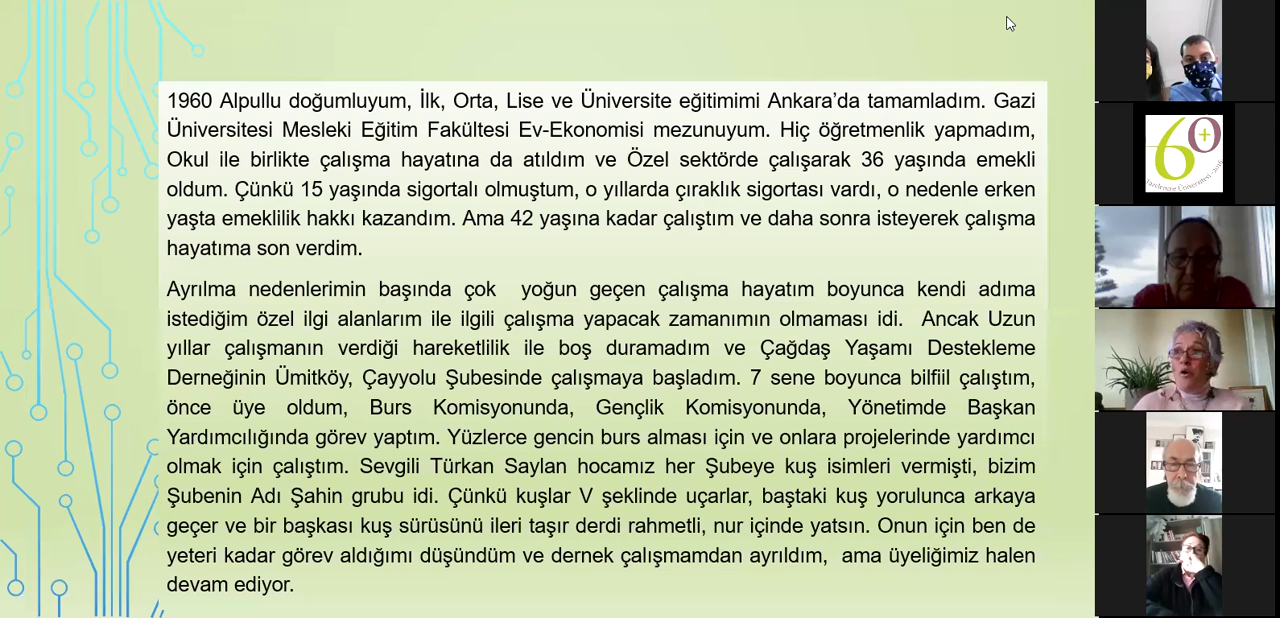 1960 Alpullu doğumluyum, İlk, Orta, Lise ve Üniversite eğitimimi Ankara’da tamamladım. Gazi
Üniversitesi Mesleki Eğitim Fakültesi Ev-Ekonomisi mezunuyum. Hiç öğretmenlik yapmadım,
Okul ile birlikte çalışma hayatına da atıldım ve Özel sektörde çalışarak 36 yaşında emekli
oldum. Çünkü 15 yaşında sigortalı olmuştum, o yıllarda çıraklık sigortası vardı, o nedenle erken
yaşta emeklilik hakkı kazandım. Ama 42 yaşına kadar çalıştım ve daha sonra isteyerek çalışma
hayatıma son verdim.
Ayrılma nedenlerimin başında çok yoğun geçen çalışma hayatım boyunca kendi adıma
istediğim özel ilgi alanlarım ile ilgili çalışma yapacak zamanımın olmaması idi. Ancak Uzun
yıllar çalışmanın verdiği hareketlilik ile boş duramadım ve Çağdaş Yaşamı Destekleme
Derneğinin Ümitköy, Çayyolu Şubesinde çalışmaya başladım. 7 sene boyunca bilfiil çalıştım,
önce üye oldum, Burs Komisyonunda, Gençlik Komisyonunda, Yönetimde Başkan
Yardımcılığında görev yaptım. Yüzlerce gencin burs alması için ve onlara projelerinde yardımcı
olmak için çalıştım. Sevgili Türkan Saylan hocamız her Şubeye kuş isimleri vermişti, bizim
Şubenin Adı Şahin grubu idi. Çünkü kuşlar V şeklinde uçarlar, baştaki kuş yorulunca arkaya
geçer ve bir başkası kuş sürüsünü ileri taşır derdi rahmetli, nur içinde yatsın. Onun için ben de
yeteri kadar görev aldığımı düşündüm ve dernek çalışmamdan ayrıldım, ama üyeliğimiz halen
devam ediyor.
60+